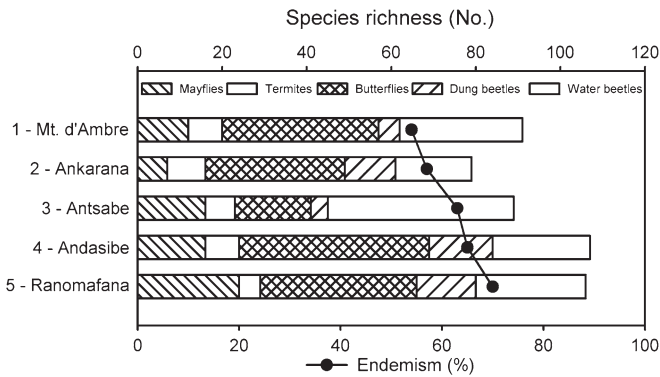 Species richness (No.)
0 20 40 60 80 100 120
Mayflies Termites Butterflies Dung beetles Water beetles
1 - Mt. d'Ambre
2 - Ankarana
3 - Antsabe
4 - Andasibe
5 - Ranomafana
0 20 40 60 80 100
Endemism (%)